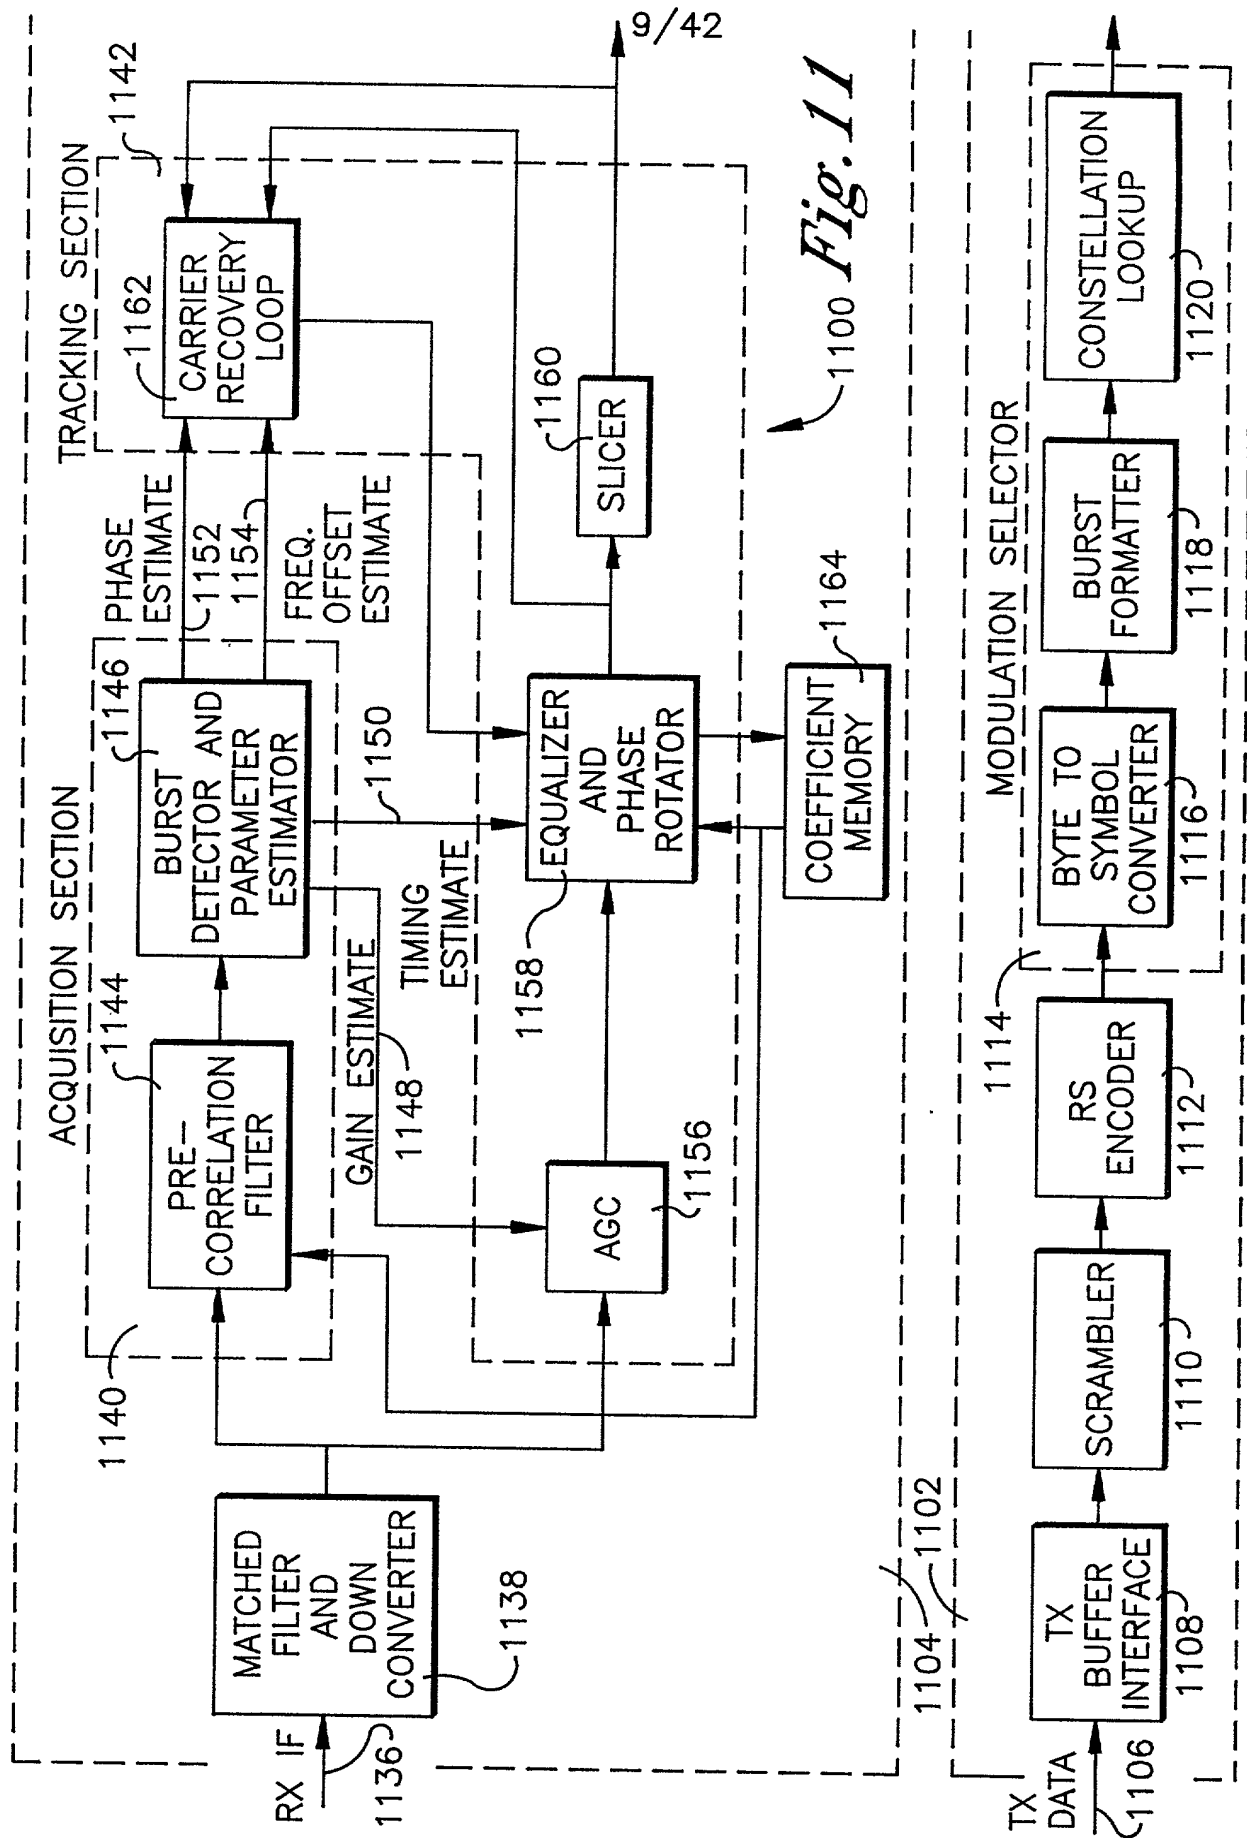 9/42
1142
TRACKING SECTION
1162
CARRIER
RECOVERY
LOOP
PHASE
ESTIMATE
1152
1154
FREQ.
OFFSET
ESTIMATE
1160
SLICER
1100
Fig.11
ACQUISITION SECTION
1146
BURST
DETECTOR AND
PARAMETER
ESTIMATOR
1150
1144
PRE-
CORRELATION
FILTER
GAIN ESTIMATE
1148
TIMING
ESTIMATE
1158
EQUALIZER
AND
PHASE
ROTATOR
1164
COEFFICIENT
MEMORY
AGC
1156
1140
MATCHED
FILTER
AND
DOWN
CONVERTER
1138
RX IF
1136
1104
1102
MODULATION SELECTOR
TX
DATA
1106
TX
BUFFER
INTERFACE
1108
SCRAMBLER
1110
RS
ENCODER
1112
1114
BYTE TO
SYMBOL
CONVERTER
1116
BURST
FORMATTER
1118
CONSTELLATION
LOOKUP
1120